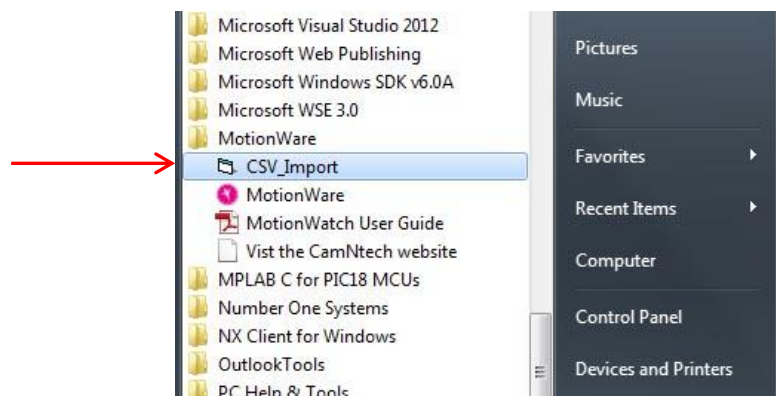 Microsoft Visual Studio 2012
Microsoft Web Publishing
Microsoft Windows SDK v6.0A
Microsoft WSE 3.0
MotionWare
CSV_Import
MotionWare
MotionWatch User Guide
Vist the CamNtech website
MPLAB C for PIC18 MCUs
Number One Systems
NX Client for Windows
OutlookTools
PC Help & Tools
Pictures
Music
Favorites
Recent Items
Computer
Control Panel
Devices and Printers